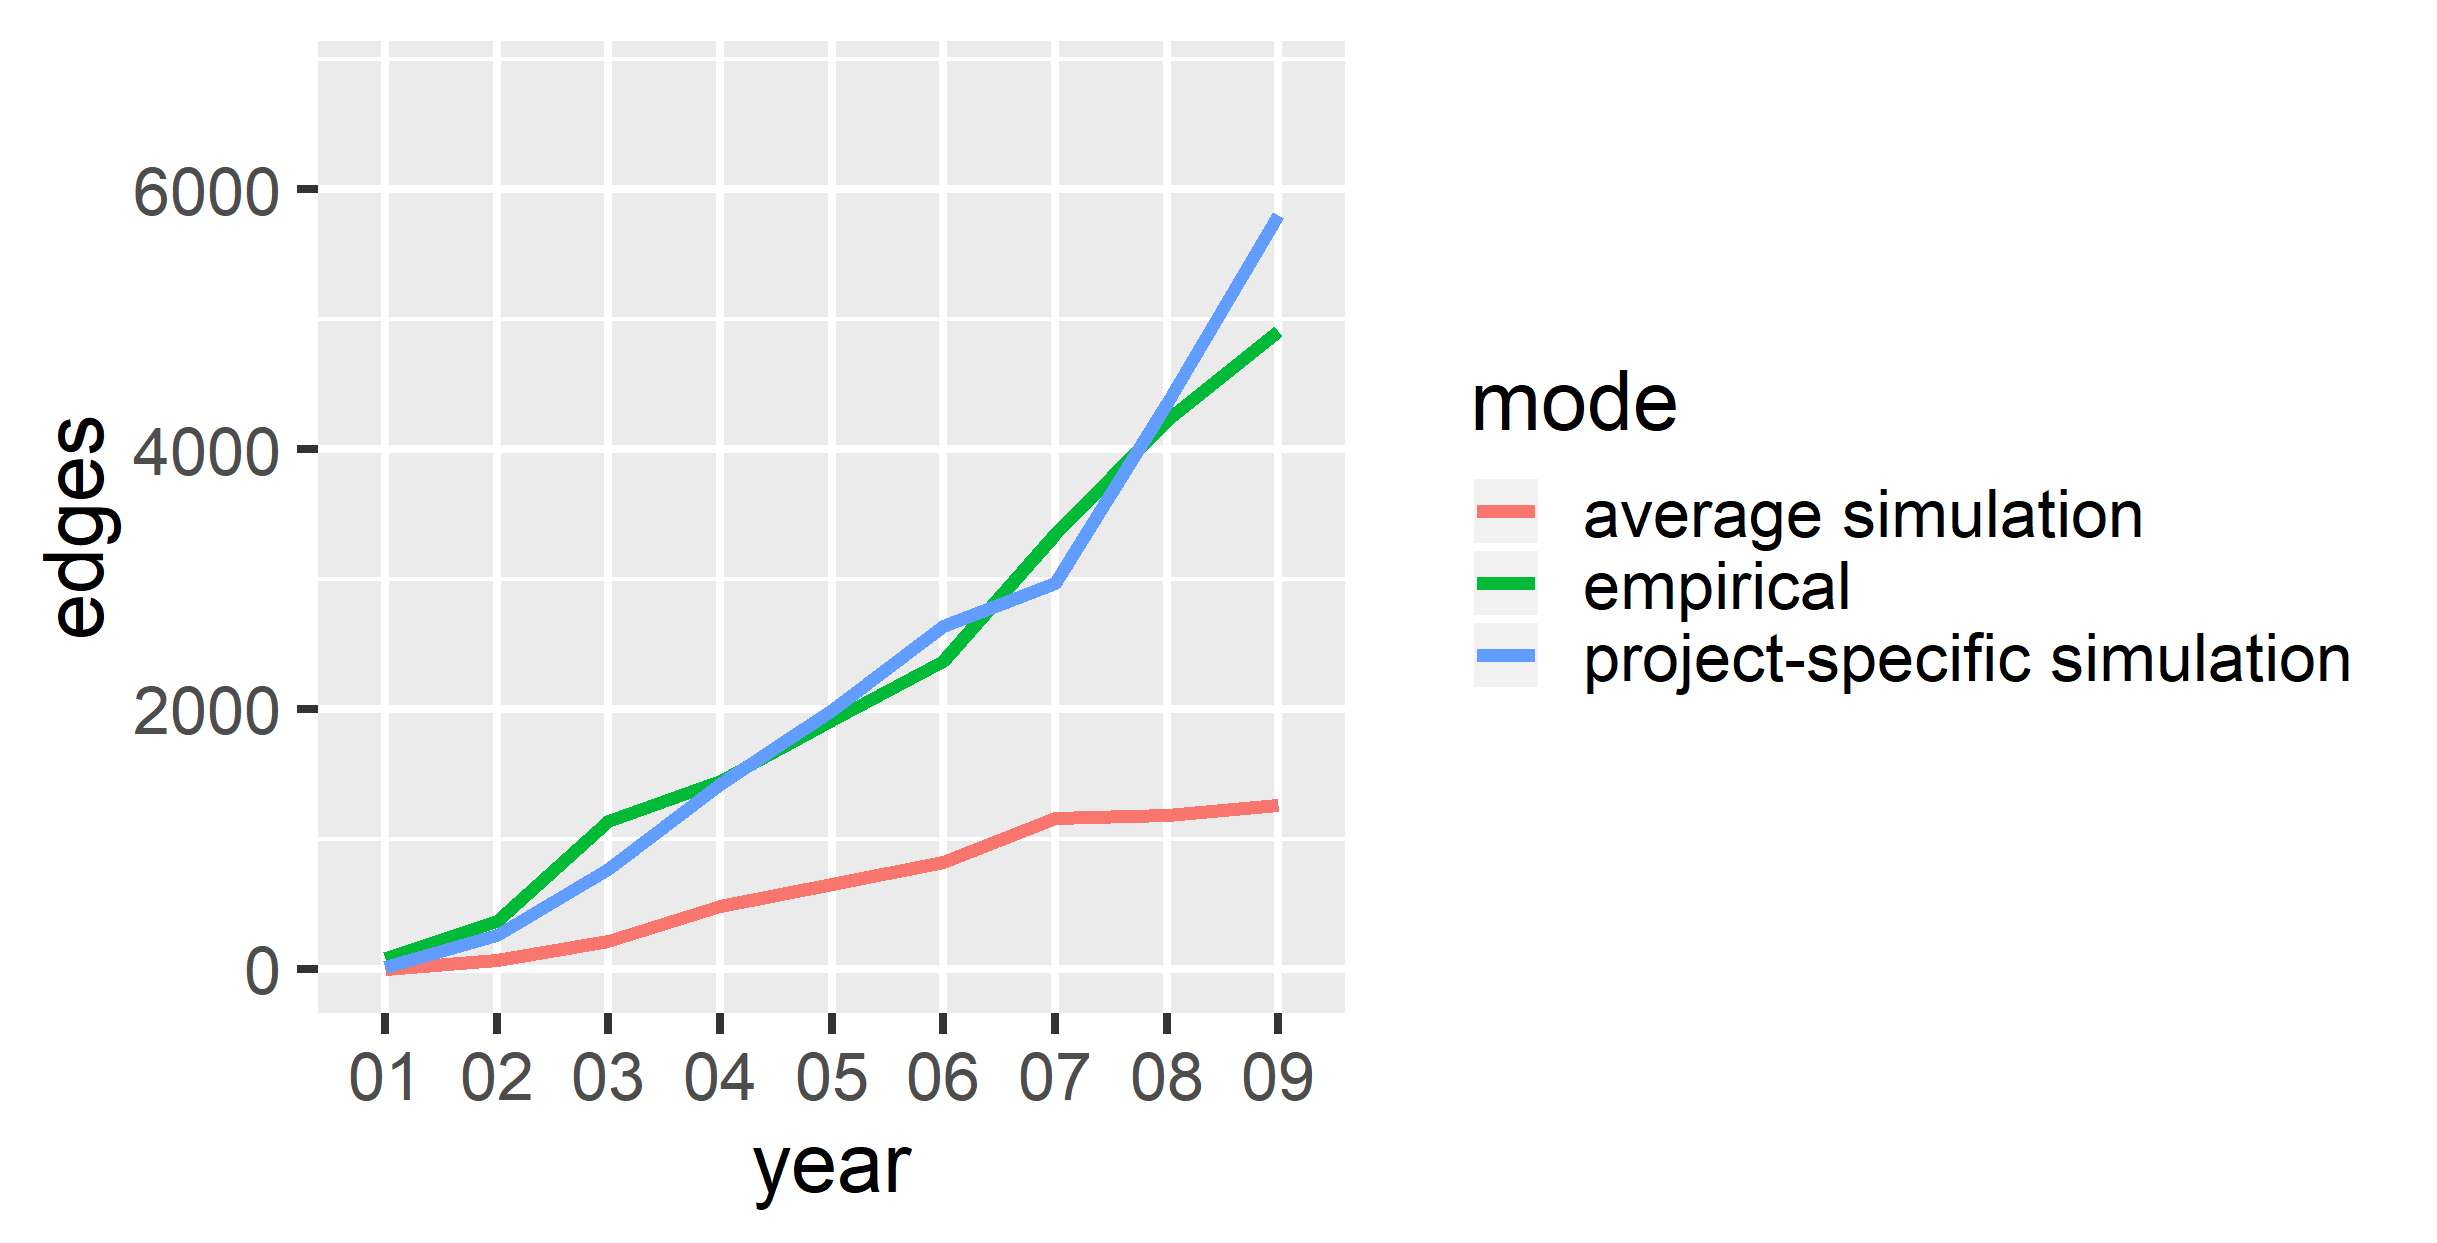 edges
6000
4000
2000
0
01 02 03 04 05 06 07 08 09
year
mode
average simulation
empirical
project-specific simulation